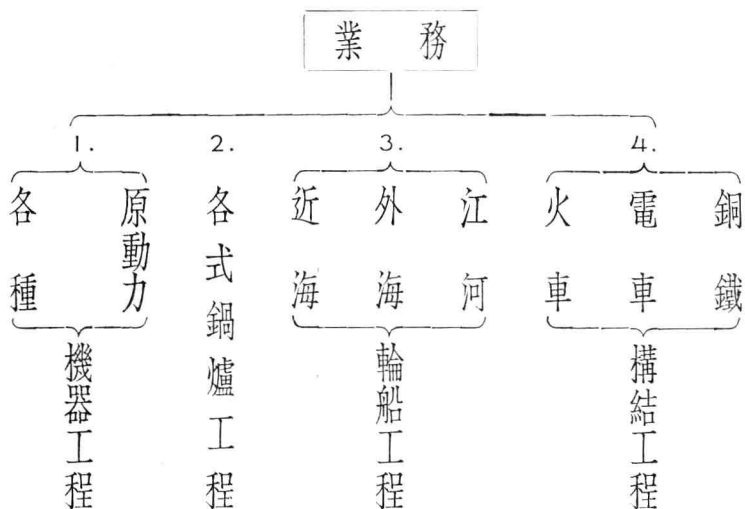 業務
1.
各種
原動力
機器工程
2.
各式鍋爐工程
3.
近海
外海
江河
輪船工程
4.
火車
電車
銅鐵
構結工程